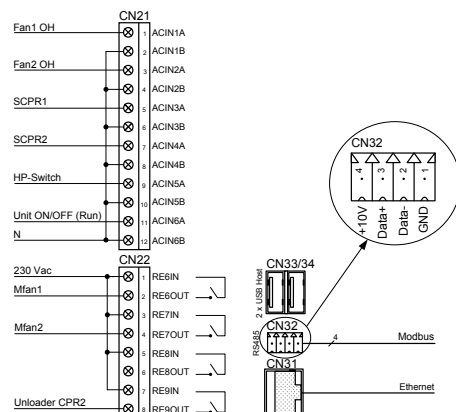 CN21
Fan1 OH 1 ACIN1A
2 ACIN1B
Fan2 OH 3 ACIN2A
4 ACIN2B
SCPR1 5 ACIN3A
6 ACIN3B
SCPR2 7 ACIN4A
8 ACIN4B
HP-Switch 9 ACIN5A
10 ACIN5B
Unit ON/OFF (Run) 11 ACIN6A
N 12 ACIN6B
CN22
230 Vac 1 RE6IN
Mfan1 2 RE6OUT
3 RE7IN
Mfan2 4 RE7OUT
5 RE8IN
6 RE8OUT
7 RE9IN
Unloader CPR2 8 RE9OUT
CN32
4 3 2 1
+10V
Data+
Data-
GND
CN33/34
2 x USB Host
CN32
RS485
4 Modbus
CN31
Ethernet